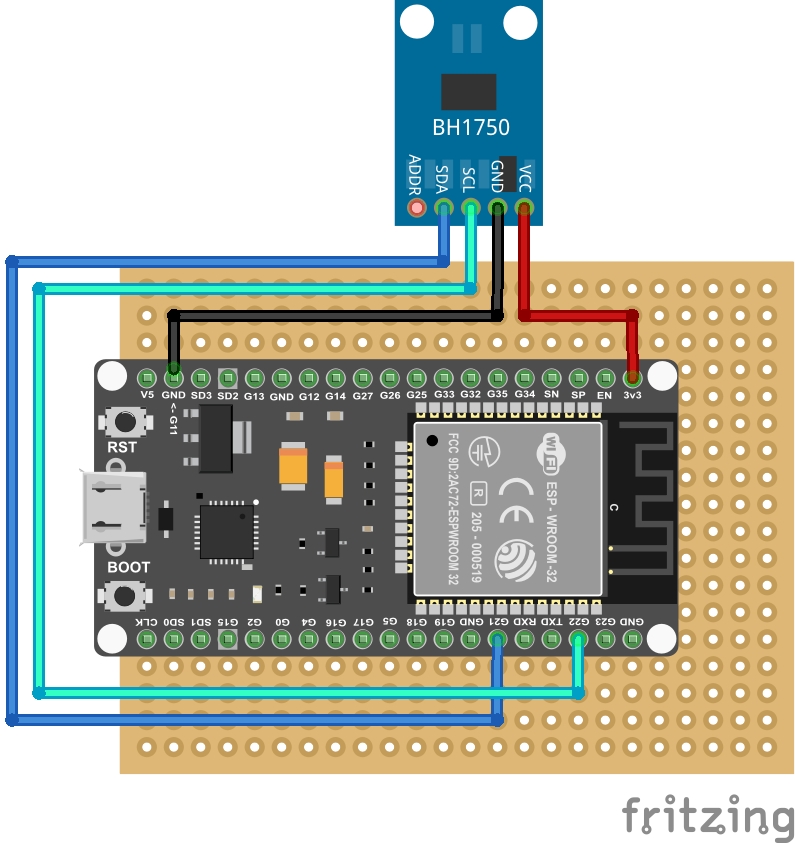 BH1750
ADDR SDA SCL GND VCC
V5 GND SD3 SD2 G13 GND G12 G14 G27 G26 G25 G33 G32 G35 G34 SN SP EN 3v3
< G11
RST
BOOT
FCC 9D:2AC72-ESPWROOM 32
R 205 - 000519
CE
WiFi ESP - WROOM -32
C
CLK SD0 SD1 G15 G2 G0 G4 G16 G17 G5 G18 G19 GND G21 RXD TXD G22 G23 GND
fritzing